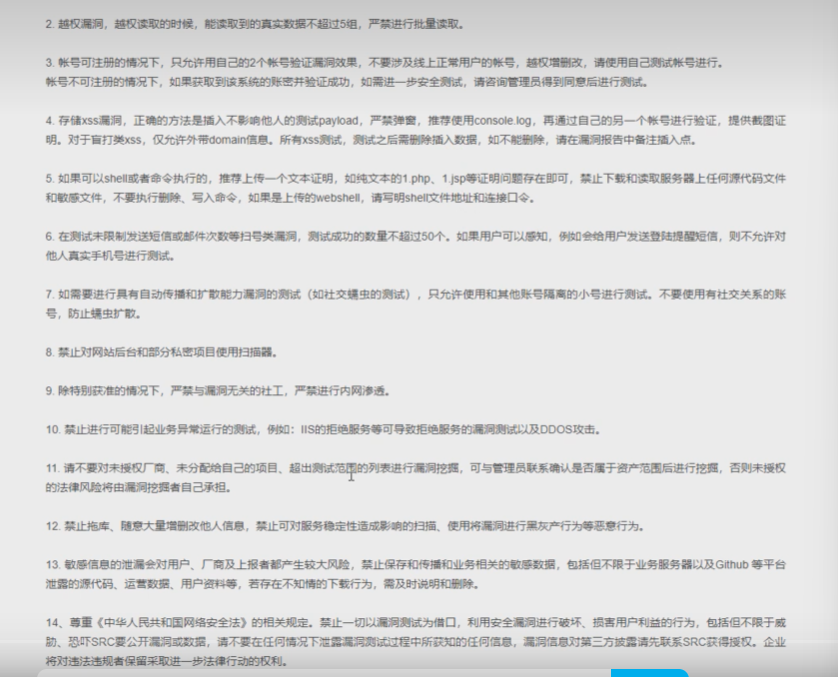 2. 越权漏洞，越权读取的时候，能读取到的真实数据不超过5组，严禁进行批量读取。
3. 帐号可注册的情况下，只允许用自己的2个帐号验证漏洞效果，不要涉及线上正常用户的帐号，越权增删改，请使用自己测试帐号进行。
帐号不可注册的情况下，如果获取到该系统的账密并验证成功，如需进一步安全测试，请咨询管理员得到同意后进行测试。
4. 存储xss漏洞，正确的方法是插入不影响他人的测试payload，严禁弹窗，推荐使用console.log，再通过自己的另一个帐号进行验证，提供截图证
明。对于盲打类xss，仅允许外带domain信息。所有xss测试，测试之后需删除插入数据，如不能删除，请在漏洞报告中备注插入点。
5. 如果可以shell或者命令执行的，推荐上传一个文本证明，如纯文本的1.php、1.jsp等证明问题存在即可，禁止下载和读取服务器上任何源代码文件
和敏感文件，不要执行删除、写入命令，如果是上传的webshell，请写明shell文件地址和连接口令。
6. 在测试未限制发送短信或邮件次数等扫号类漏洞，测试成功的数量不超过50个。如果用户可以感知，例如会给用户发送登陆提醒短信，则不允许对
他人真实手机号进行测试。
7. 如需要进行具有自动传播和扩散能力漏洞的测试（如社交蠕虫的测试），只允许使用和其他账号隔离的小号进行测试。不要使用有社交关系的账
号，防止蠕虫扩散。
8. 禁止对网站后台和部分私密项目使用扫描器。
9. 除特别获准的情况下，严禁与漏洞无关的社工，严禁进行内网渗透。
10. 禁止进行可能引起业务异常运行的测试，例如：IIS的拒绝服务等可导致拒绝服务的漏洞测试以及DDOS攻击。
11. 请不要对未授权厂商、未分配给自己的项目、超出测试范围的列表进行漏洞挖掘，可与管理员联系确认是否属于资产范围后进行挖掘，否则未授权
的法律风险将由漏洞挖掘者自己承担。
12. 禁止拖库、随意大量增删改他人信息，禁止可对服务稳定性造成影响的扫描、使用将漏洞进行黑灰产行为等恶意行为。
13. 敏感信息的泄漏会对用户、厂商及上报者都产生较大风险，禁止保存和传播和业务相关的敏感数据，包括但不限于业务服务器以及Github 等平台
泄露的源代码、运营数据、用户资料等，若存在不知情的下载行为，需及时说明和删除。
14、尊重《中华人民共和国网络安全法》的相关规定。禁止一切以漏洞测试为借口，利用安全漏洞进行破坏、损害用户利益的行为，包括但不限于威
胁、恐吓SRC要公开漏洞或数据，请不要在任何情况下泄露漏洞测试过程中所获知的任何信息，漏洞信息对第三方披露请先联系SRC获得授权。企业
将对违法违规者保留采取进一步法律行动的权利。